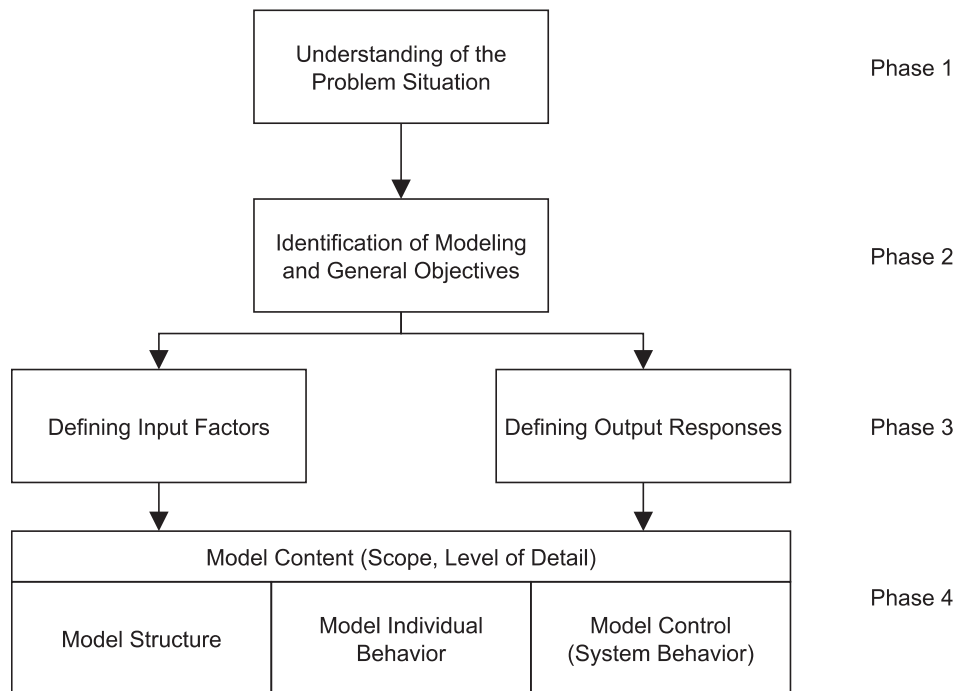 Understanding of the
Problem Situation
Phase 1
Identification of Modeling
and General Objectives
Phase 2
Defining Input Factors
Defining Output Responses
Phase 3
Model Content (Scope, Level of Detail)
Phase 4
Model Structure
Model Individual
Behavior
Model Control
(System Behavior)